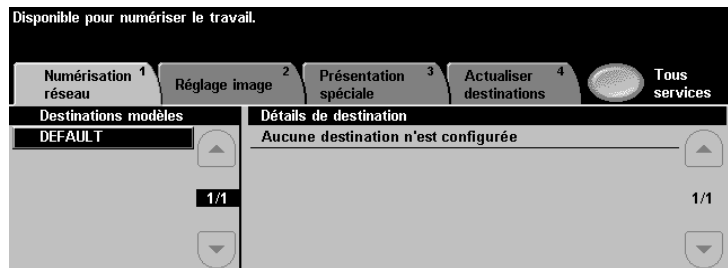 Disponible pour numériser le travail.
Numérisation réseau 1
Réglage image 2
Présentation spéciale 3
Actualiser destinations 4
Tous services
Destinations modèles
Détails de destination
DEFAULT
Aucune destination n'est configurée
1/1
1/1